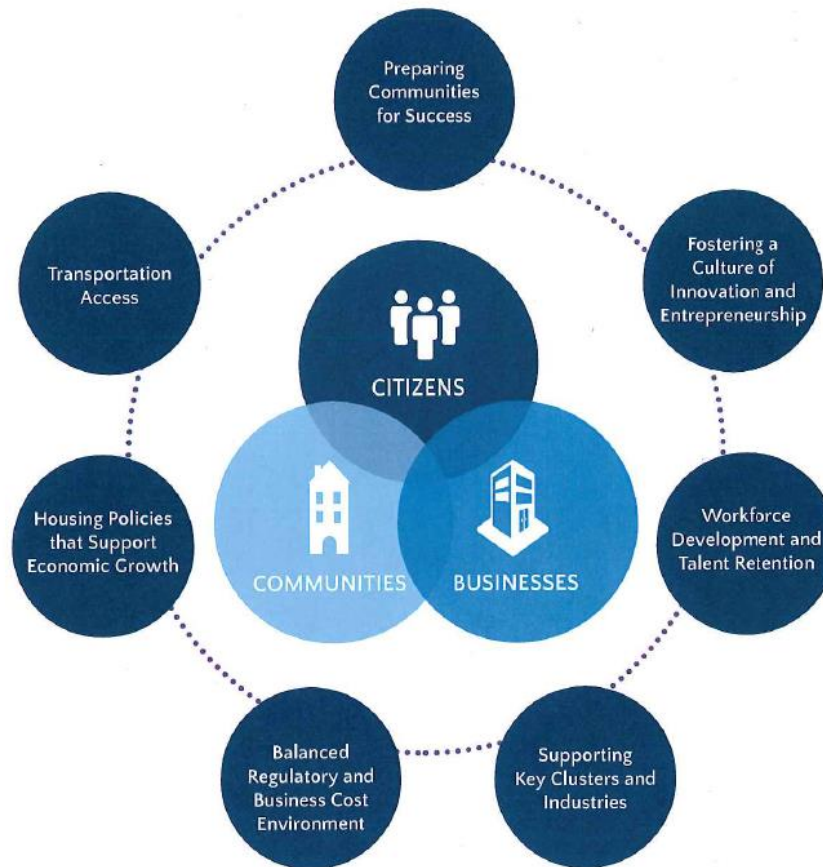 Preparing
Communities
for Success
Transportation
Access
Fostering a
Culture of
Innovation and
Entrepreneurship
CITIZENS
COMMUNITIES
BUSINESSES
Housing Policies
that Support
Economic Growth
Workforce
Development and
Talent Retention
Balanced
Regulatory and
Business Cost
Environment
Supporting
Key Clusters and
Industries